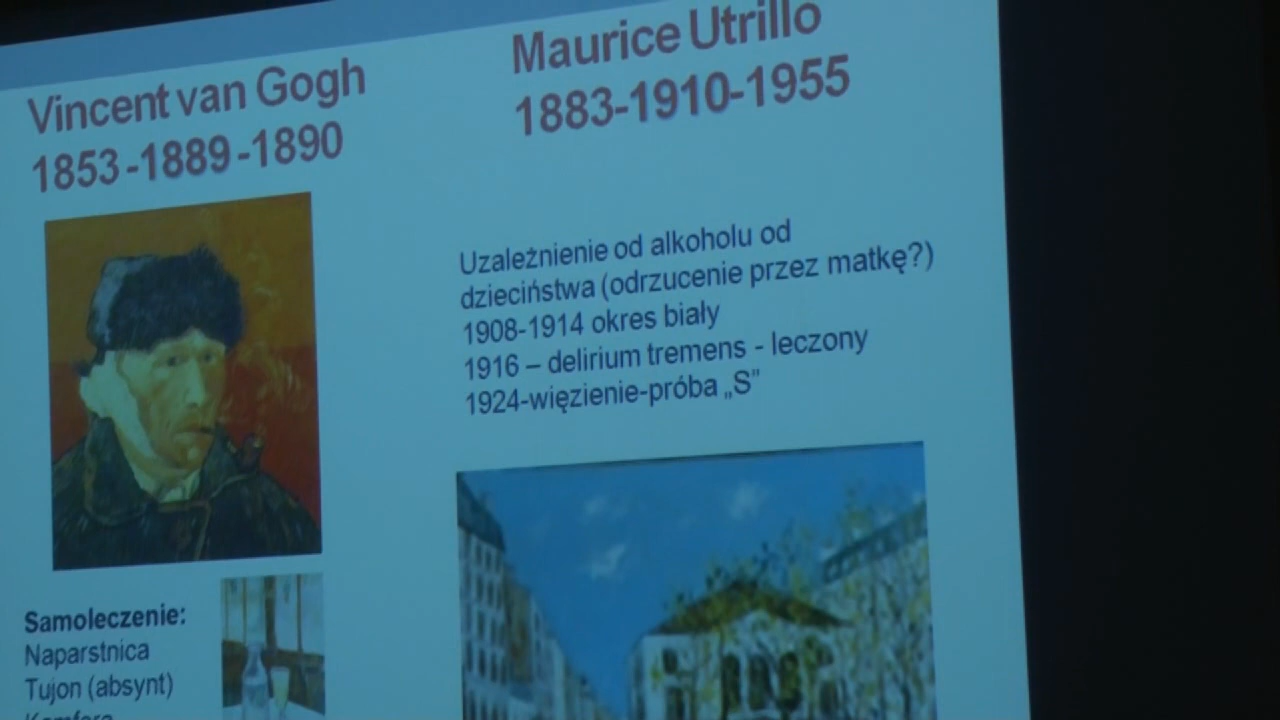 Vincent van Gogh
1853-1889-1890
Samoleczenie:
Naparstnica
Tujon (absynt)
Maurice Utrillo
1883-1910-1955
Uzależnienie od alkoholu od
dzieciństwa (odrzucenie przez matkę?)
1908-1914 okres biały
1916 – delirium tremens - leczony
1924-więzienie-próba „S”